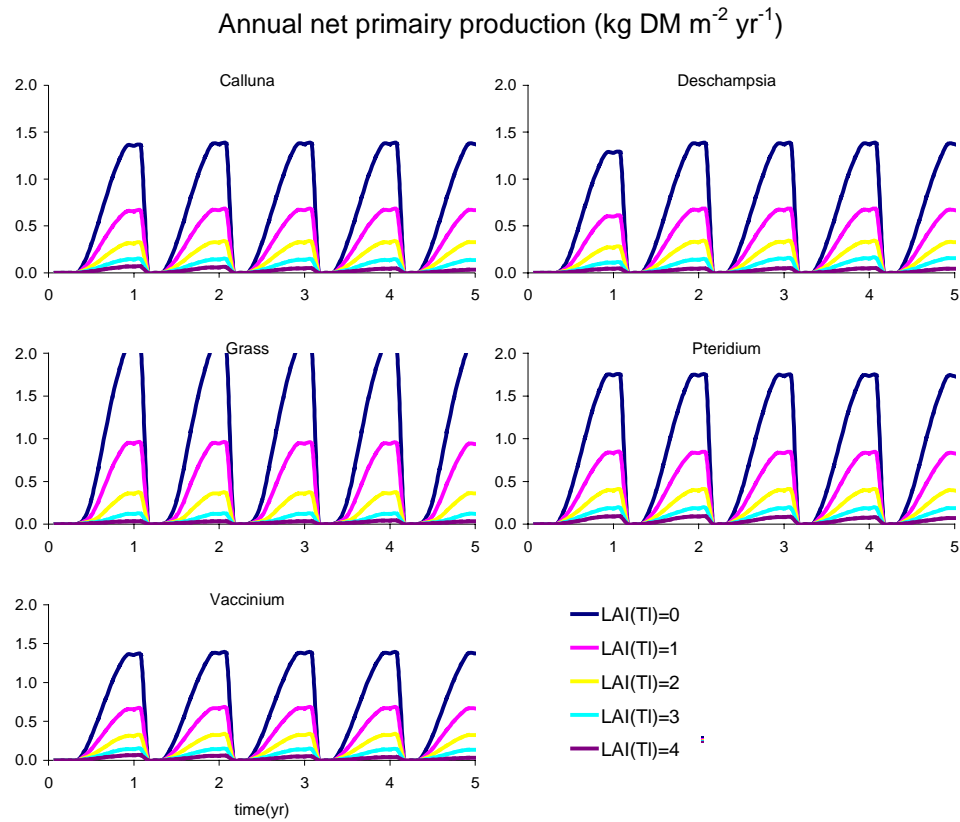 Annual net primairy production (kg DM m-2 yr-1)
Calluna
2.0
1.5
1.0
0.5
0.0
0 1 2 3 4 5
Deschampsia
2.0
1.5
1.0
0.5
0.0
0 1 2 3 4 5
Grass
2.0
1.5
1.0
0.5
0.0
0 1 2 3 4 5
Pteridium
2.0
1.5
1.0
0.5
0.0
0 1 2 3 4 5
Vaccinium
2.0
1.5
1.0
0.5
0.0
0 1 2 3 4 5
time(yr)
LAI(Tl)=0
LAI(Tl)=1
LAI(Tl)=2
LAI(Tl)=3
LAI(Tl)=4